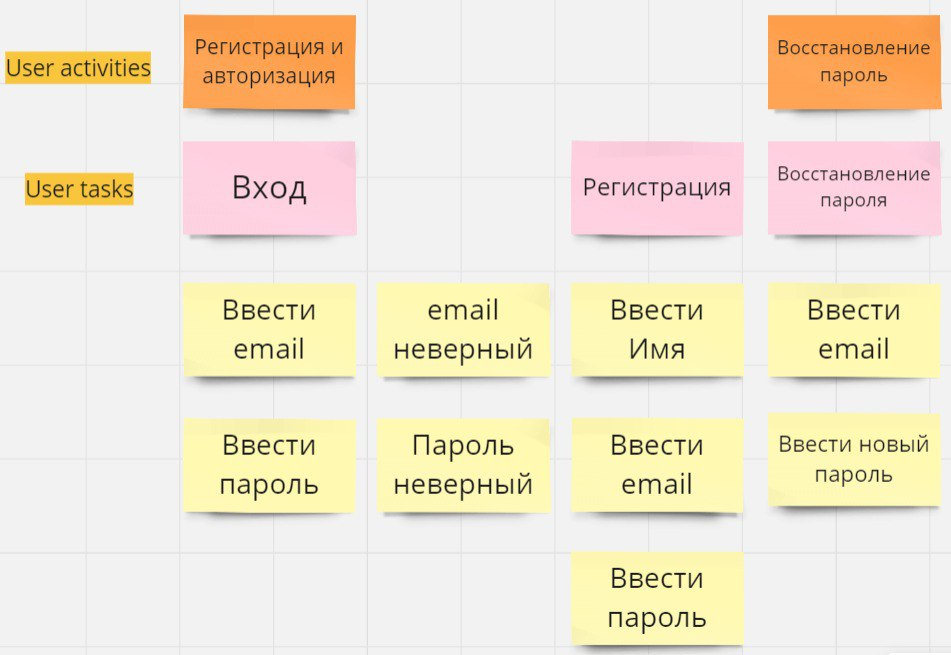 User activities
Регистрация и
авторизация
Восстановление
пароль
User tasks
Вход
Регистрация
Восстановление
пароля
Ввести
email
email
неверный
Ввести
Имя
Ввести
email
Ввести
пароль
Пароль
неверный
Ввести
email
Ввести новый
пароль
Ввести
пароль